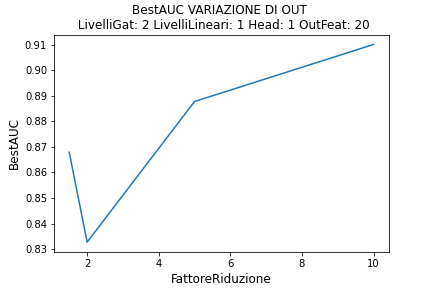 BestAUC VARIAZIONE DI OUT
LivelliGat: 2 LivelliLineari: 1 Head: 1 OutFeat: 20
0.91
0.90
0.89
0.88
0.87
0.86
0.85
0.84
0.83
BestAUC
2 4 6 8 10
FattoreRiduzione